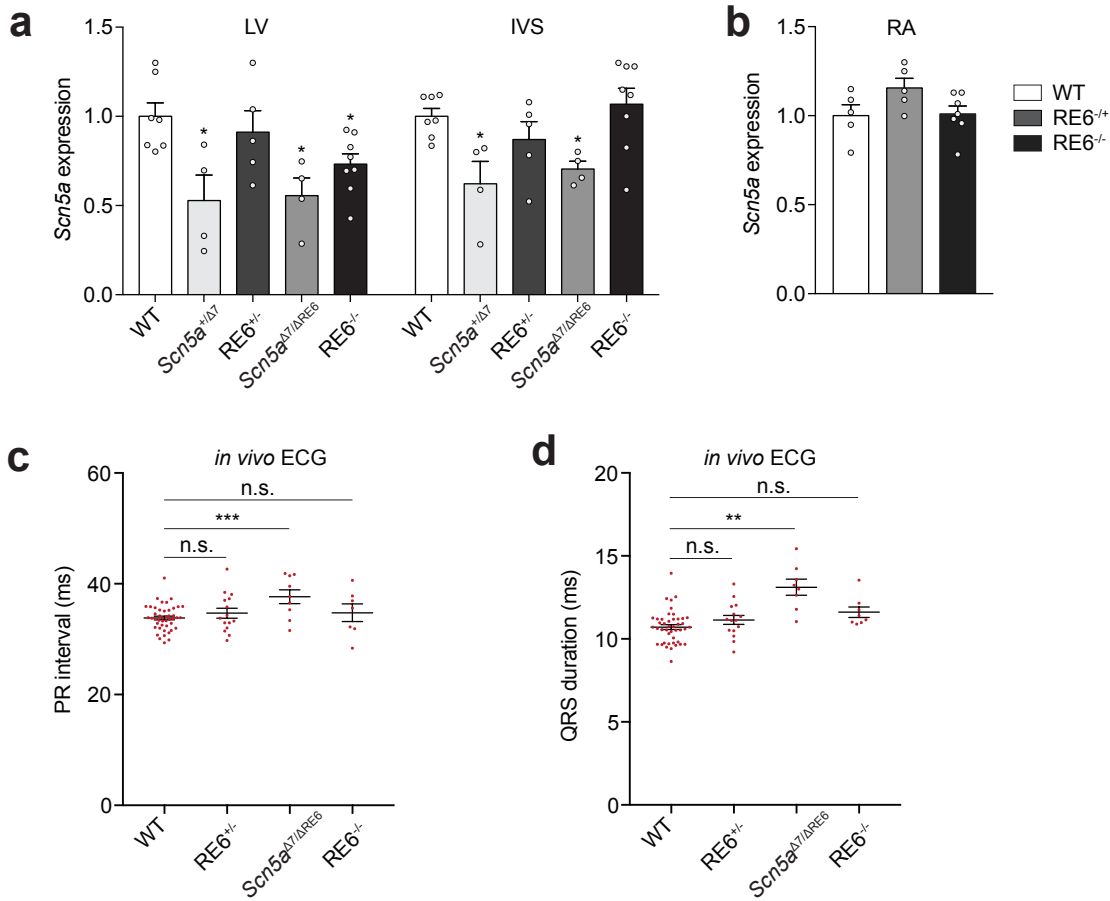 a
LV
IVS
Scn5a expression
1.5
1.0
0.5
0.0
*
*
*
*
*
WT
Scn5a+/Δ7
RE6+/-
Scn5aΔ7/ΔRE6
RE6-/-
WT
Scn5a+/Δ7
RE6+/-
Scn5aΔ7/ΔRE6
RE6-/-
b
RA
Scn5a expression
1.5
1.0
0.5
0.0
WT
RE6-/+
RE6-/-
c
in vivo ECG
PR interval (ms)
60
40
20
0
n.s.
***
n.s.
WT
RE6+/-
Scn5aΔ7/ΔRE6
RE6-/-
d
in vivo ECG
QRS duration (ms)
20
15
10
5
0
n.s.
**
n.s.
WT
RE6+/-
Scn5aΔ7/ΔRE6
RE6-/-